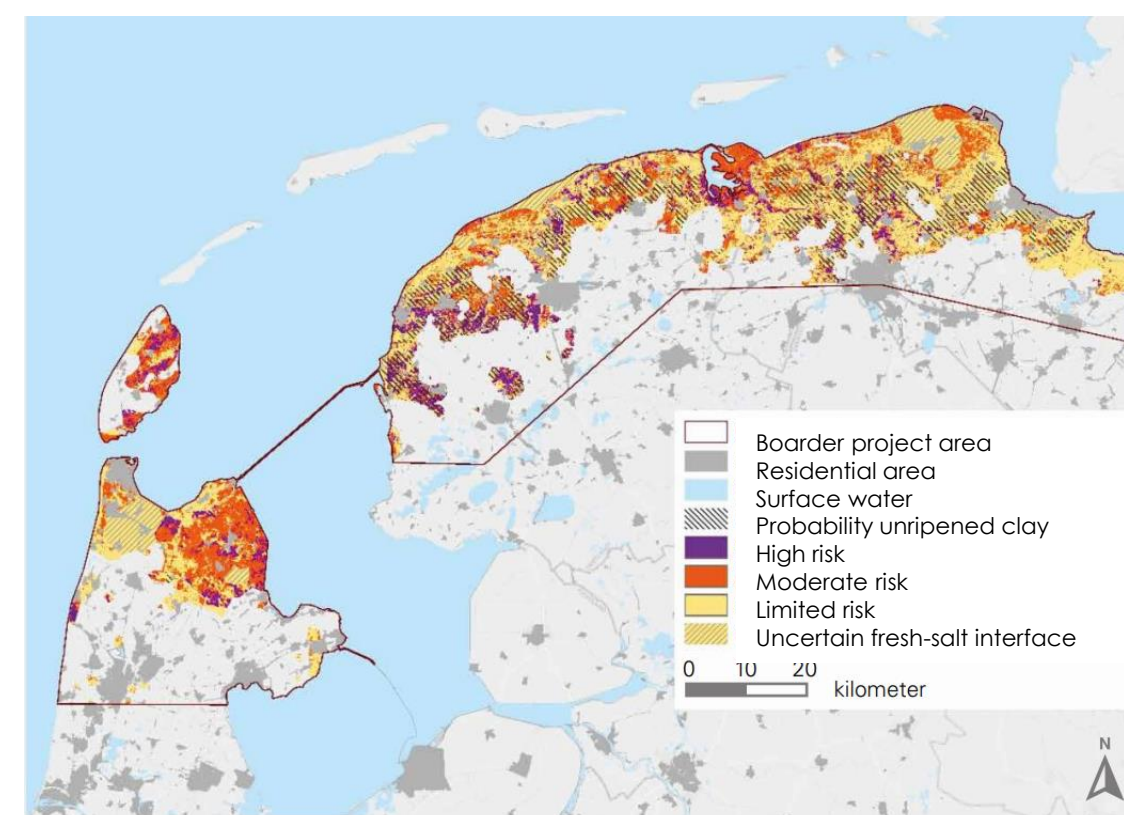 Boarder project area
Residential area
Surface water
Probability unripened clay
High risk
Moderate risk
Limited risk
Uncertain fresh-salt interface
0 10 20
kilometer
N